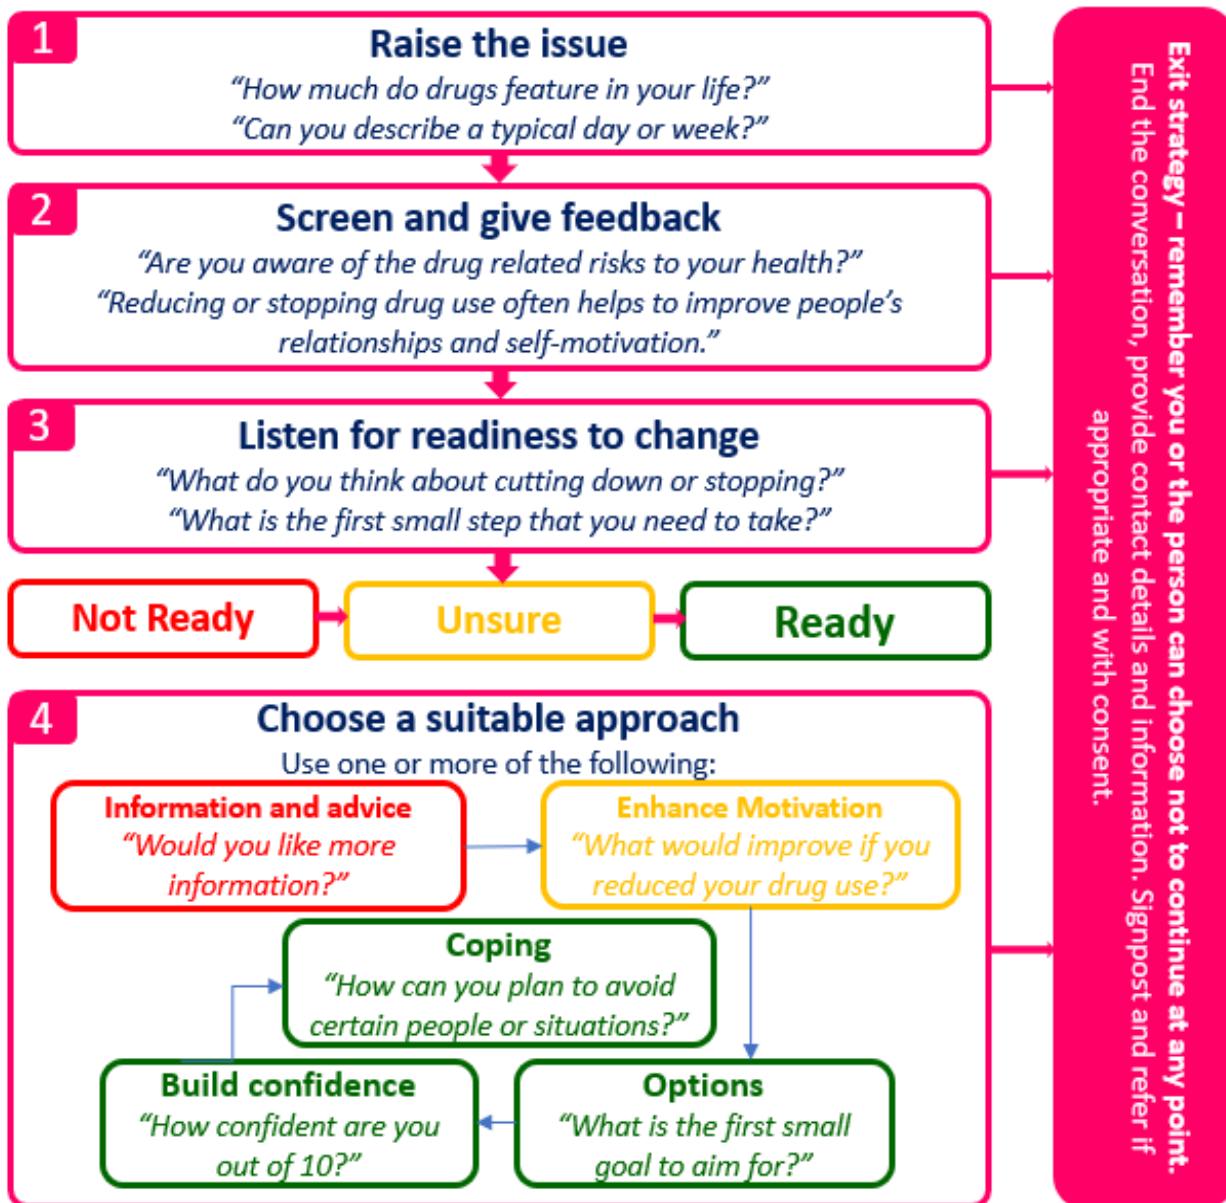 1
Raise the issue
“How much do drugs feature in your life?”
“Can you describe a typical day or week?”
2
Screen and give feedback
“Are you aware of the drug related risks to your health?”
“Reducing or stopping drug use often helps to improve people’s
relationships and self-motivation.”
3
Listen for readiness to change
“What do you think about cutting down or stopping?”
“What is the first small step that you need to take?”
Not Ready
Unsure
Ready
4
Choose a suitable approach
Use one or more of the following:
Information and advice
“Would you like more
information?”
Enhance Motivation
“What would improve if you
reduced your drug use?”
Coping
“How can you plan to avoid
certain people or situations?”
Build confidence
“How confident are you
out of 10?”
Options
“What is the first small
goal to aim for?”
Exit strategy – remember you or the person can choose not to continue at any point.
End the conversation, provide contact details and information. Signpost and refer if
appropriate and with consent.